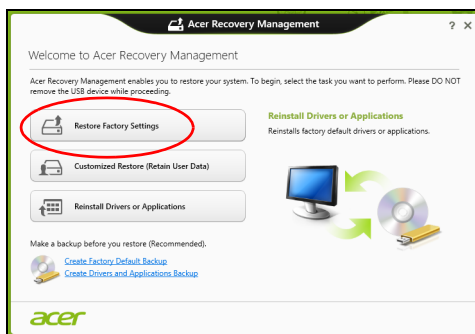 Acer Recovery Management
? X
Welcome to Acer Recovery Management
Acer Recovery Management enables you to restore your system. To begin, select the task you want to perform. Please DO NOT
remove the USB device while proceeding.
Restore Factory Settings
Customized Restore (Retain User Data)
Reinstall Drivers or Applications
Reinstall Drivers or Applications
Reinstalls factory default drivers or applications.
Make a backup before you restore (Recommended).
Create Factory Default Backup
Create Drivers and Applications Backup
acer